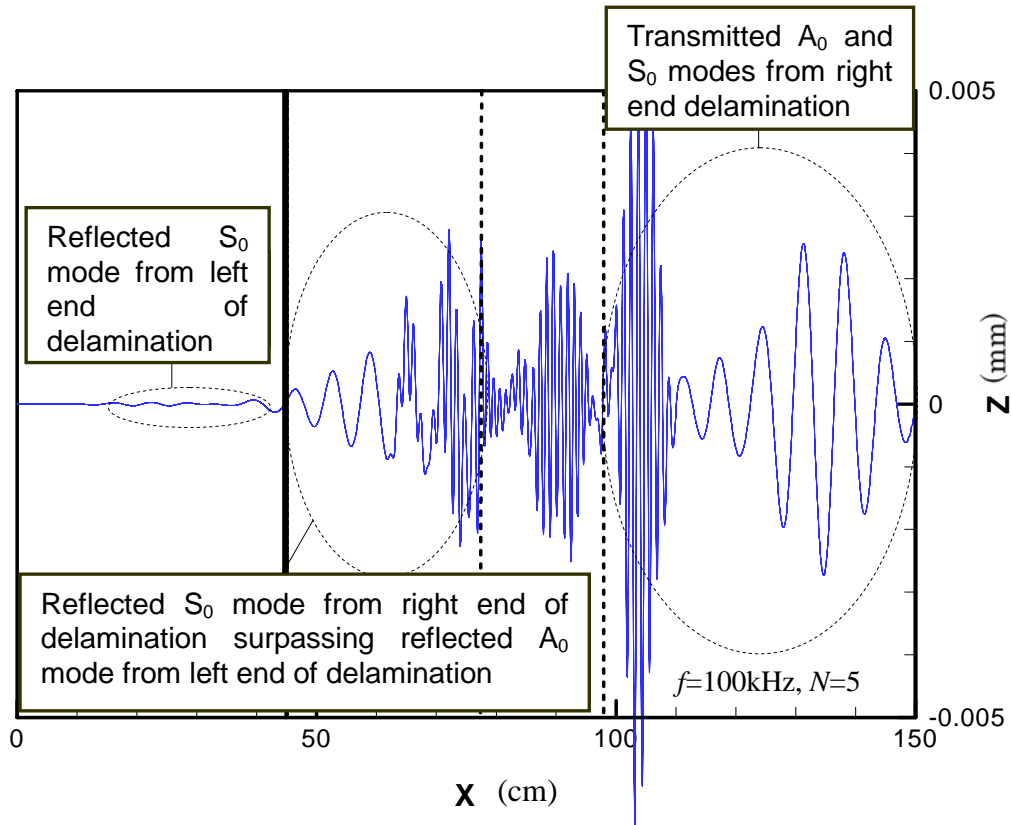 Transmitted A₀ and
S₀ modes from right
end delamination
0.005
Reflected S₀
mode from left
end of
delamination
0
Z (mm)
Reflected S₀ mode from right end of
delamination surpassing reflected A₀
mode from left end of delamination
f=100kHz, N=5
-0.005
0
50
100
150
X (cm)